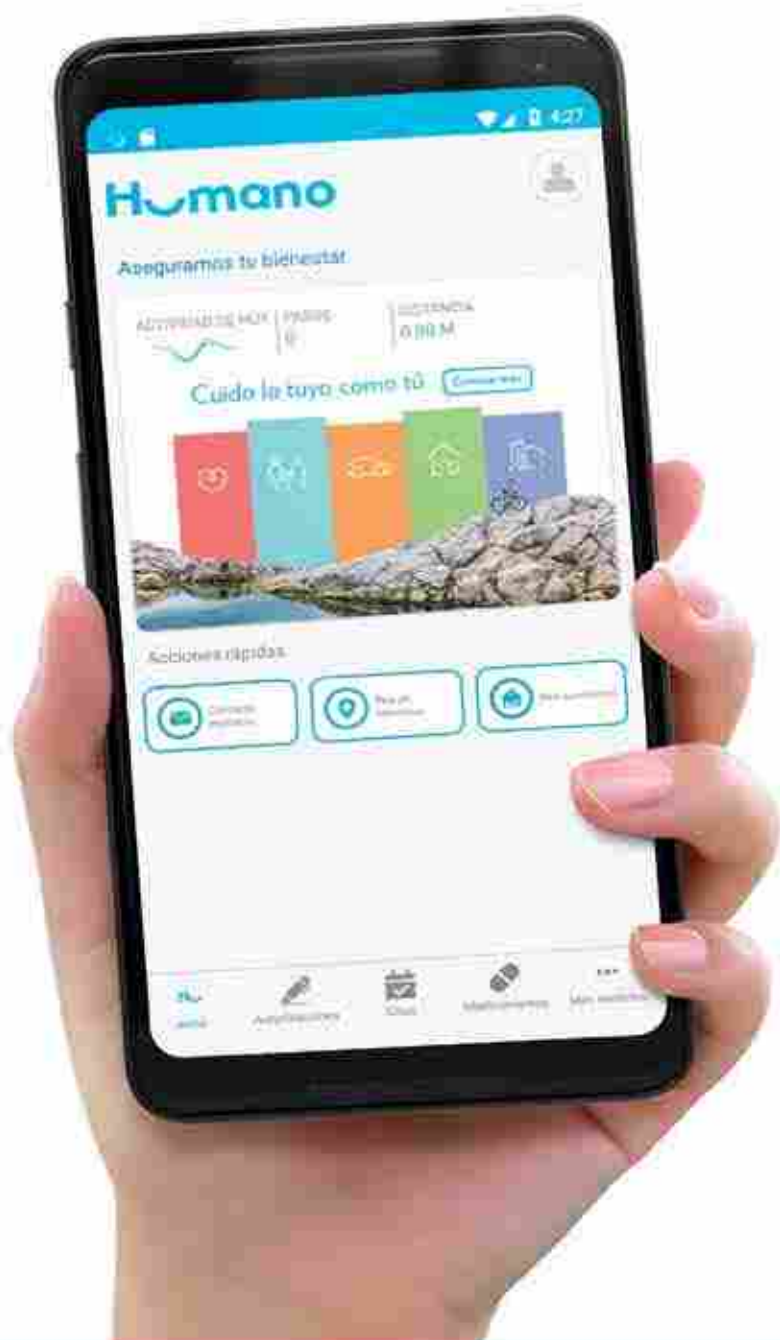 4:27
Humano
Aseguramos tu bienestar
ACTIVIDAD DE HOY
PASOS
0
DISTANCIA
0.00 M
Cuido lo tuyo como tú
Conoce más
Acciones rápidas
Inicio
Autorizaciones
Citas
Medicamentos